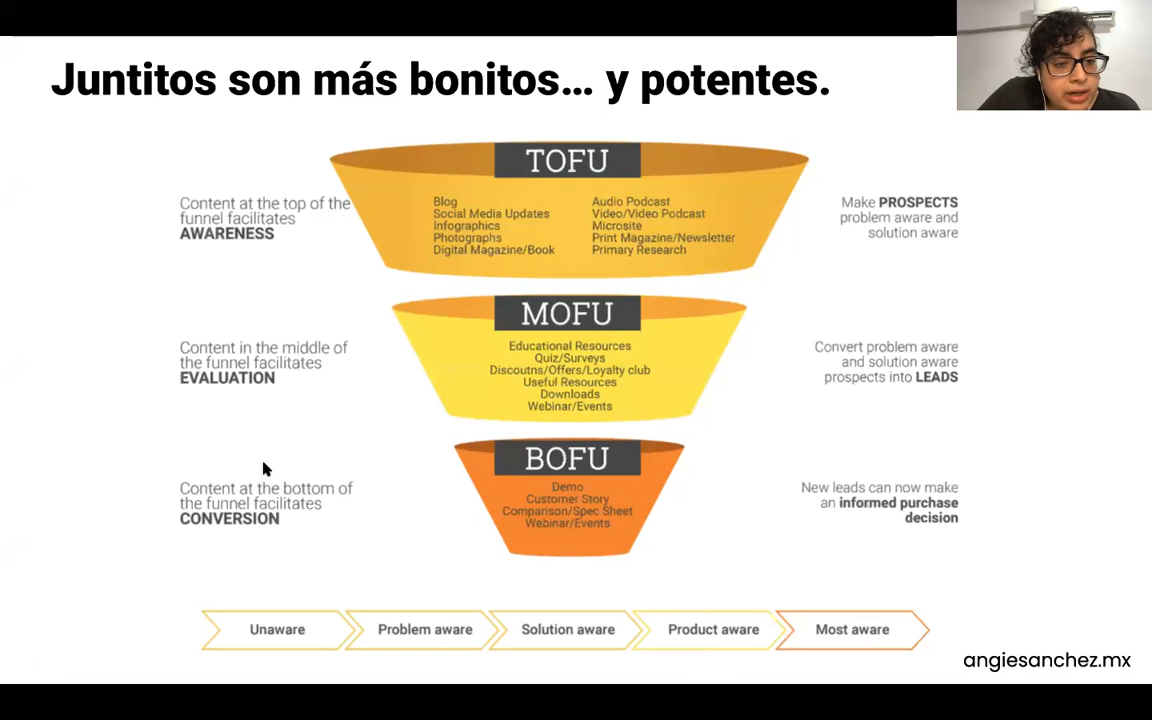 Juntitos son más bonitos... y potentes.
TOFU
Content at the top of the
funnel facilitates
AWARENESS
Blog
Social Media Updates
Infographics
Photographs
Digital Magazine/Book
Audio Podcast
Video/Video Podcast
Microsite
Print Magazine/Newsletter
Primary Research
Make PROSPECTS
problem aware and
solution aware
MOFU
Content in the middle of
the funnel facilitates
EVALUATION
Educational Resources
Quiz/Surveys
Discoutns/Offers/Loyalty club
Useful Resources
Downloads
Webinar/Events
Convert problem aware
and solution aware
prospects into LEADS
BOFU
Content at the bottom of
the funnel facilitates
CONVERSION
Demo
Customer Story
Comparison/Spec Sheet
Webinar/Events
New leads can now make
an informed purchase
decision
Unaware
Problem aware
Solution aware
Product aware
Most aware
angiesanchez.mx